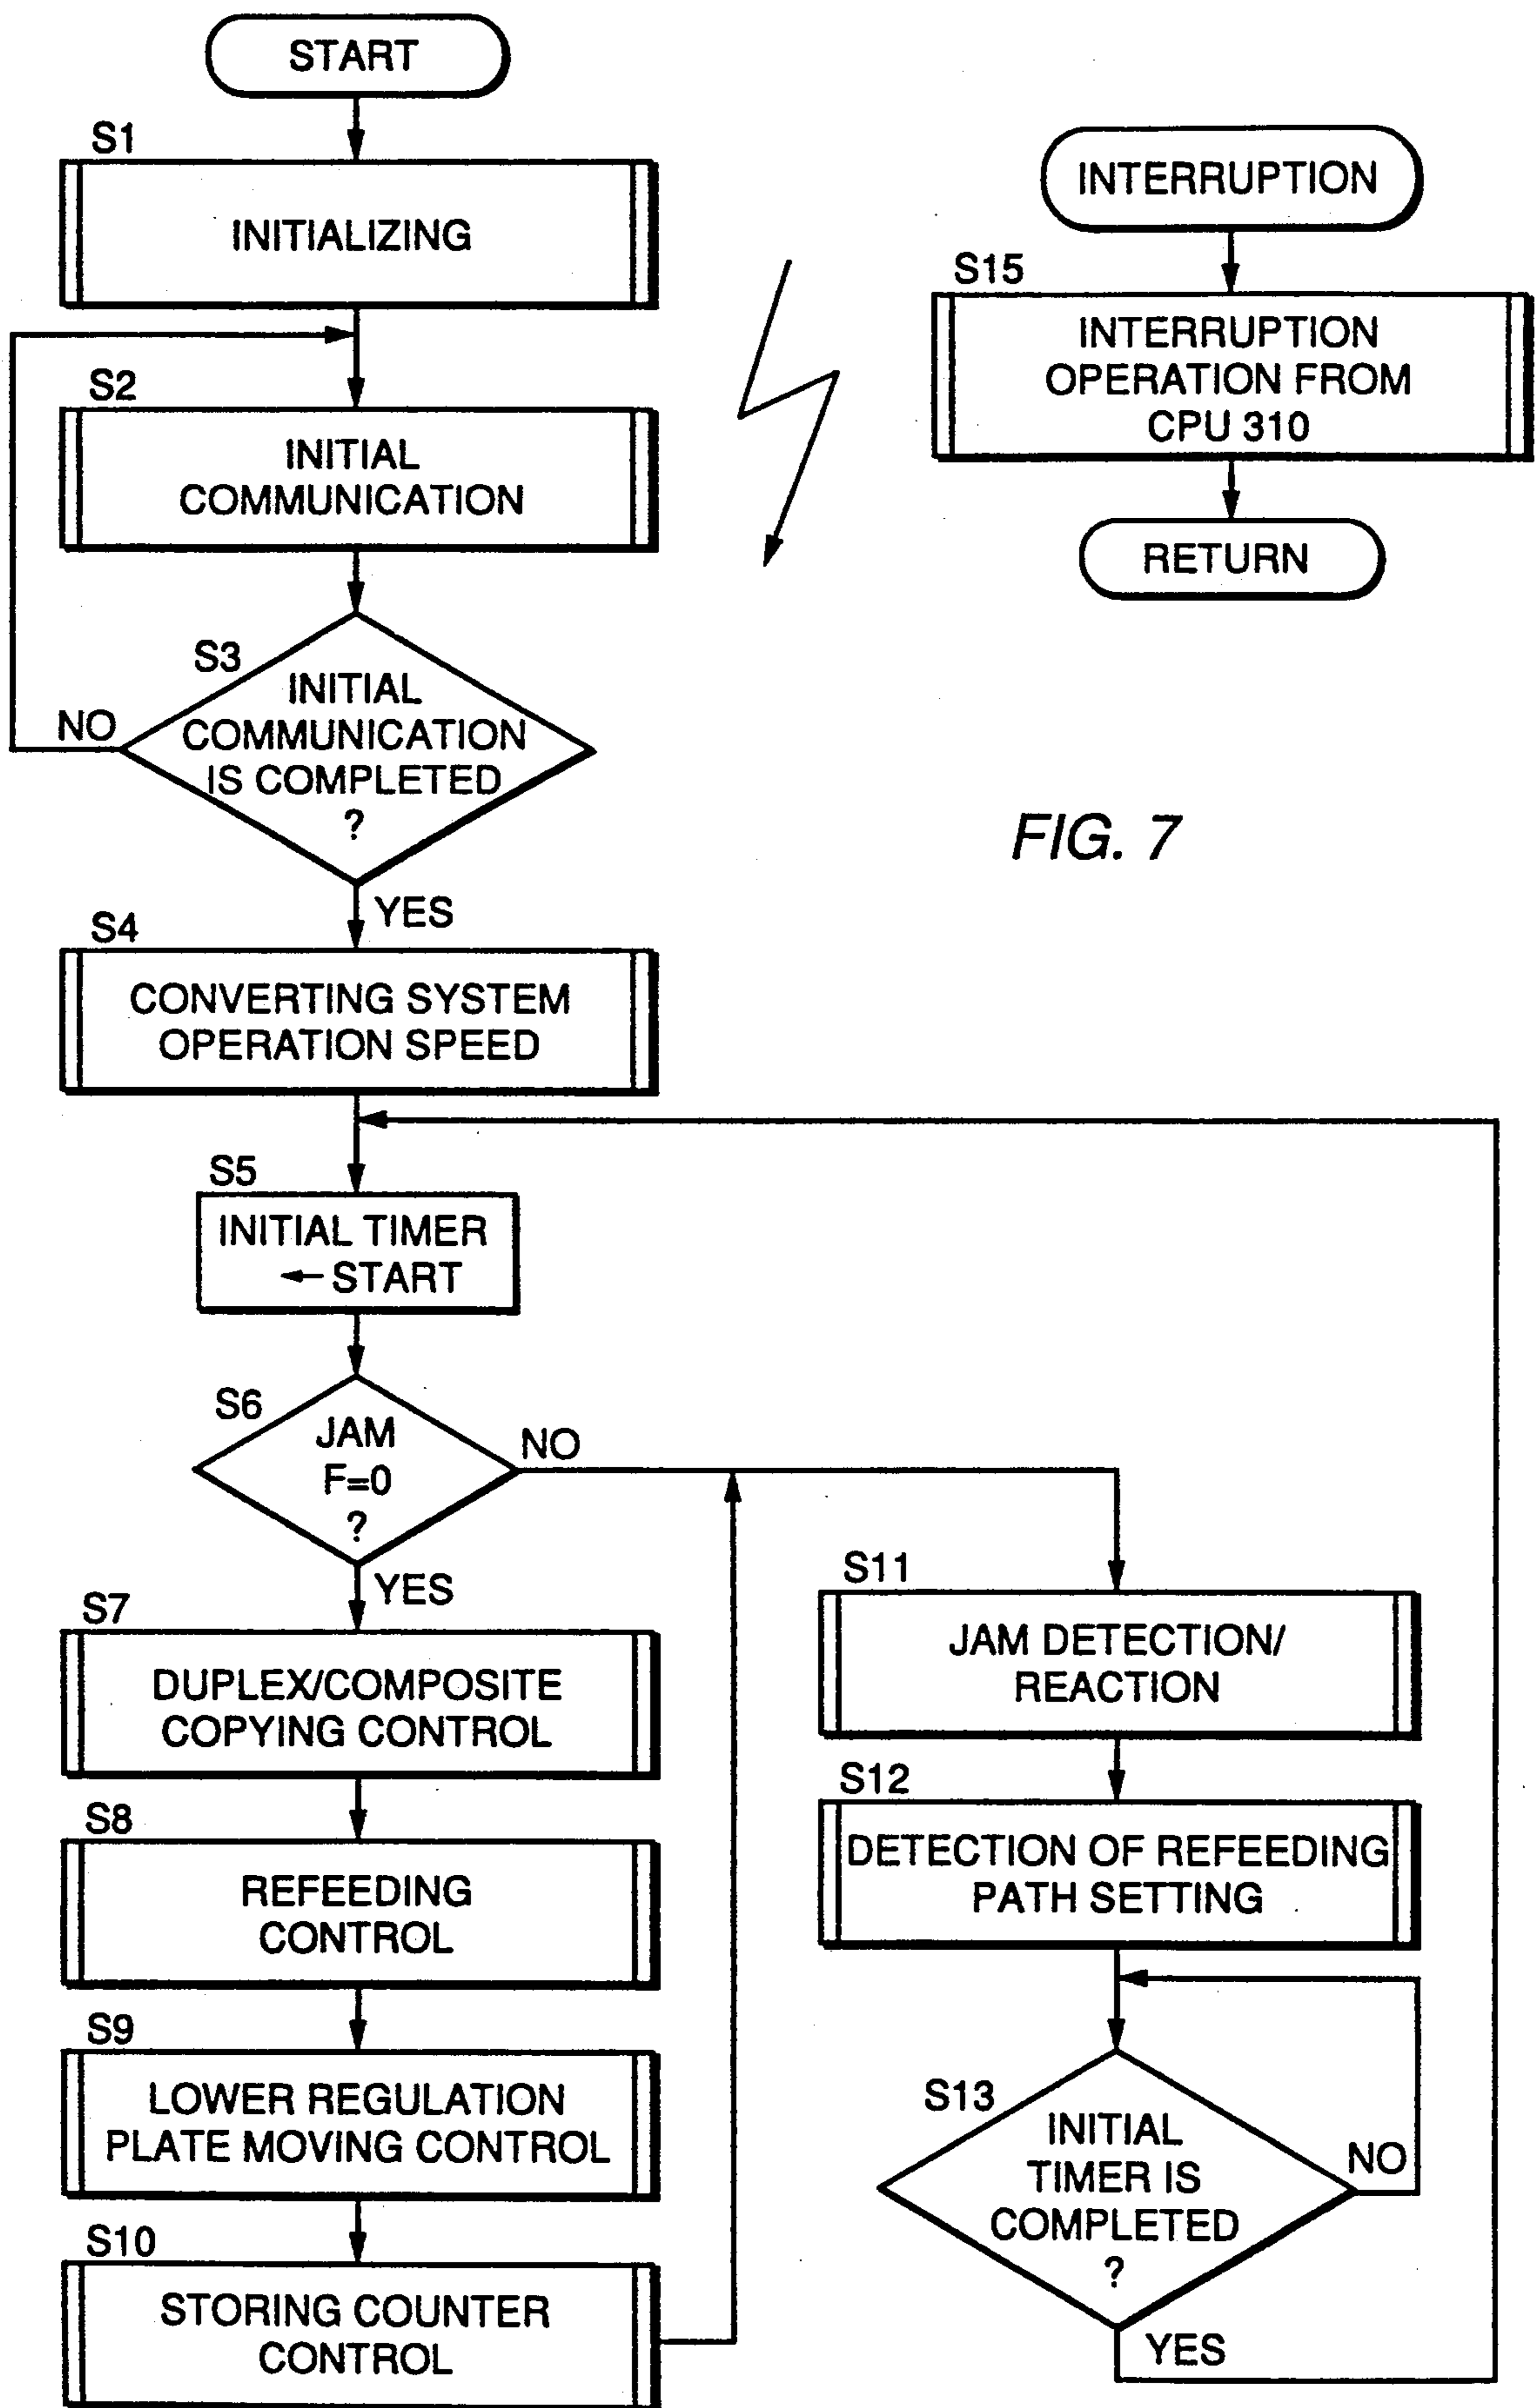 START
S1
INITIALIZING
S2
INITIAL
COMMUNICATION
S3
INITIAL
COMMUNICATION
IS COMPLETED
?
NO
YES
S4
CONVERTING SYSTEM
OPERATION SPEED
S5
INITIAL TIMER
← START
S6
JAM
F=0
?
NO
YES
S7
DUPLEX/COMPOSITE
COPYING CONTROL
S8
REFEEDING
CONTROL
S9
LOWER REGULATION
PLATE MOVING CONTROL
S10
STORING COUNTER
CONTROL
S11
JAM DETECTION/
REACTION
S12
DETECTION OF REFEEDING
PATH SETTING
S13
INITIAL
TIMER IS
COMPLETED
?
NO
YES
INTERRUPTION
S15
INTERRUPTION
OPERATION FROM
CPU 310
RETURN
FIG. 7